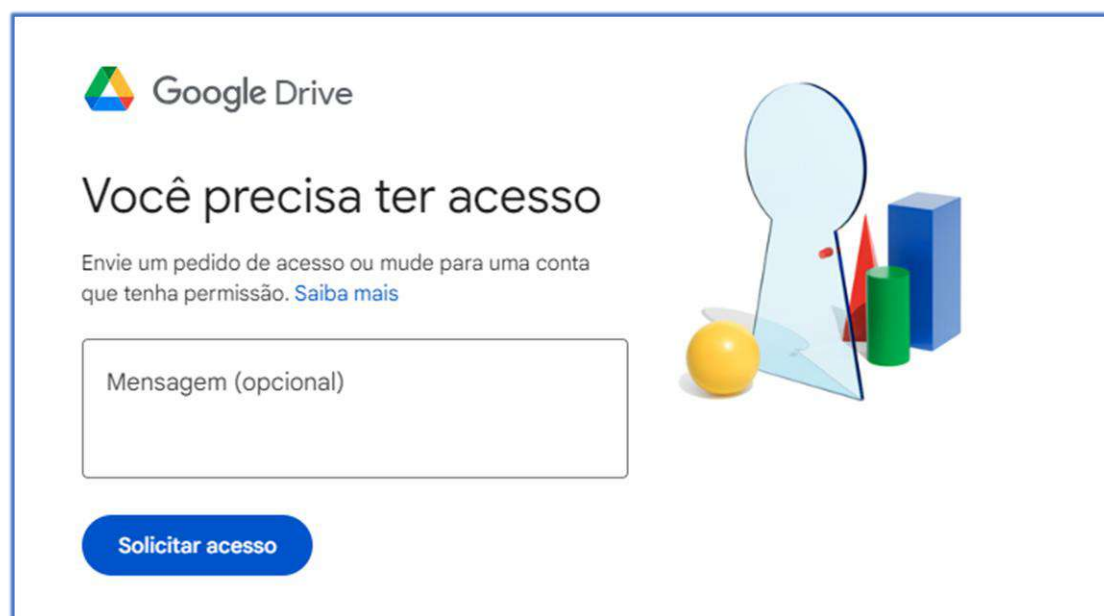 Google Drive
Você precisa ter acesso
Envie um pedido de acesso ou mude para uma conta
que tenha permissão. Saiba mais
Mensagem (opcional)
Solicitar acesso